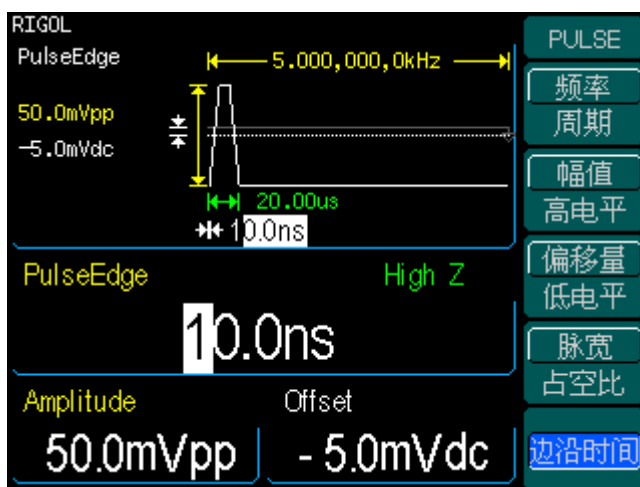 RIGOL
PulseEdge
5.000,000,0kHz
50.0mVpp
-5.0mVdc
20.00us
10.0ns
PulseEdge
High Z
10.0ns
Amplitude
Offset
50.0mVpp
- 5.0mVdc
PULSE
频率
周期
幅值
高电平
偏移量
低电平
脉宽
占空比
边沿时间